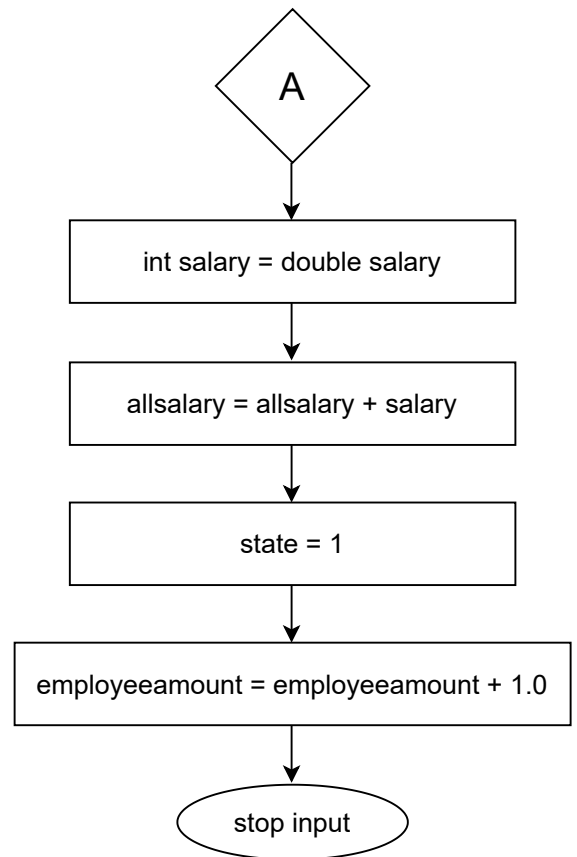 A
int salary = double salary
allsalary = allsalary + salary
state = 1
employeeamount = employeeamount + 1.0
stop input